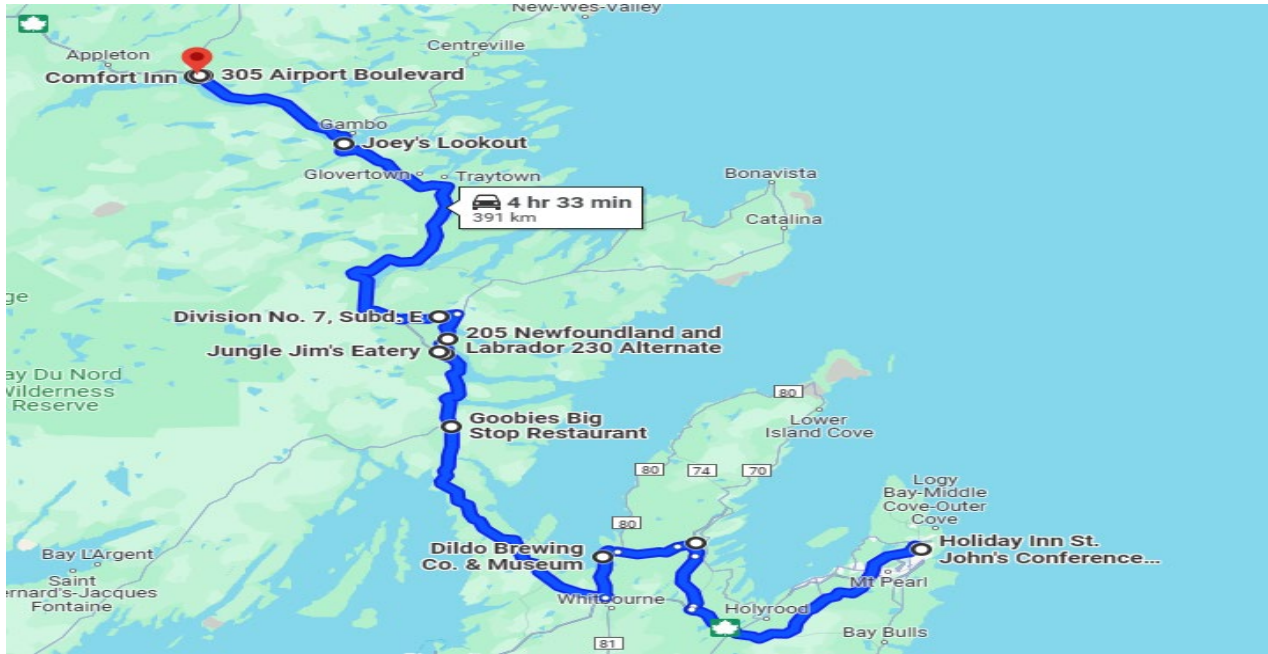 New-Wes-Valley
Centreville
Appleton
Comfort Inn
305 Airport Boulevard
Gambo
Joey's Lookout
Glovertown
Traytown
Bonavista
4 hr 33 min
391 km
Catalina
ge
Division No. 7, Subd. E
205 Newfoundland and
Labrador 230 Alternate
Jungle Jim's Eatery
ay Du Nord
Wilderness
Reserve
80
Goobies Big
Stop Restaurant
Lower
Island Cove
80
74
70
Logy
Bay-Middle
Cove-Outer
Cove
80
Dildo Brewing
Co. & Museum
Holiday Inn St.
John's Conference...
Bay L'Argent
Saint
ernard's-Jacques
Fontaine
Mt Pearl
Whitbourne
Holyrood
81
Bay Bulls